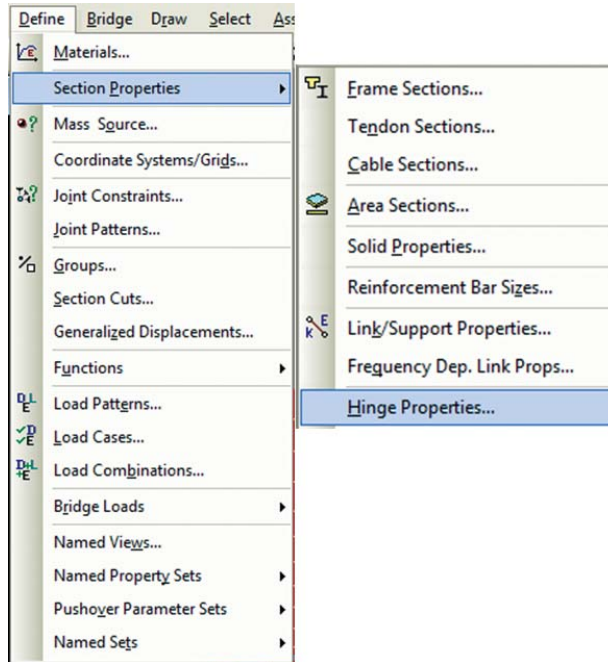 Define Bridge Draw Select Ass
Materials...
Section Properties
Mass Source...
Coordinate Systems/Grids...
Joint Constraints...
Joint Patterns...
Groups...
Section Cuts...
Generalized Displacements...
Functions
Load Patterns...
Load Cases...
Load Combinations...
Bridge Loads
Named Views...
Named Property Sets
Pushover Parameter Sets
Named Sets
Frame Sections...
Tendon Sections...
Cable Sections...
Area Sections...
Solid Properties...
Reinforcement Bar Sizes...
Link/Support Properties...
Frequency Dep. Link Props...
Hinge Properties...